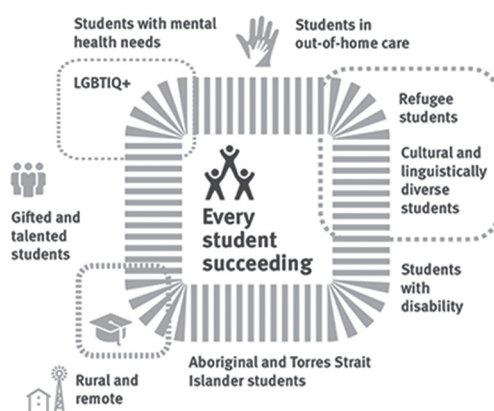 Students with mental
health needs
Students in
out-of-home care
LGBTIQ+
Refugee
students
Cultural and
linguistically
diverse
students
Every
student
succeeding
Gifted and
talented
students
Students
with
disability
Aboriginal and Torres Strait
Islander students
Rural and
remote